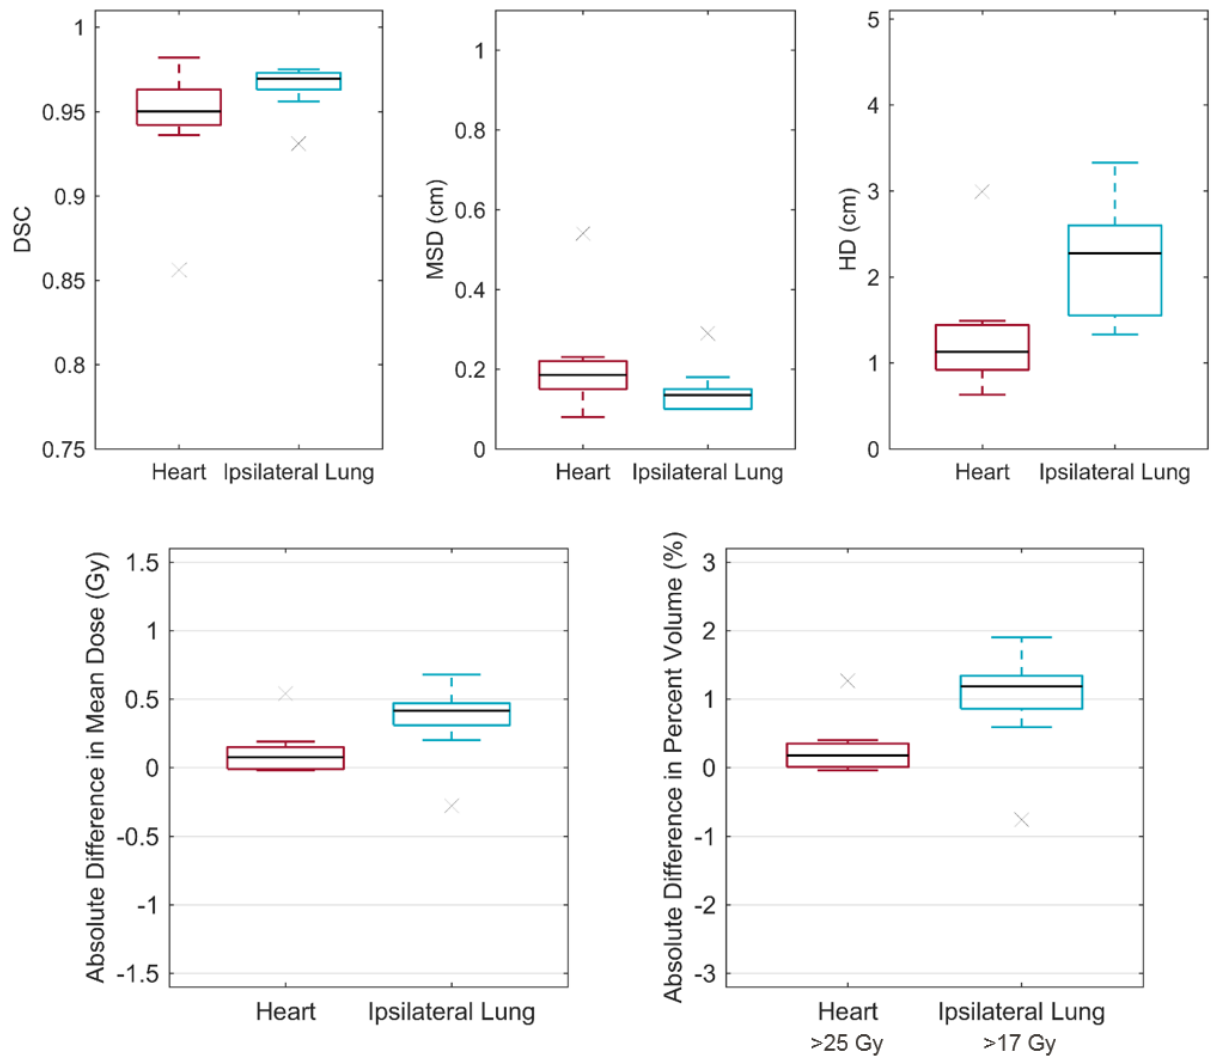 DSC
1
0.95
0.9
0.85
0.8
0.75
Heart Ipsilateral Lung
MSD (cm)
1
0.8
0.6
0.4
0.2
0
Heart Ipsilateral Lung
HD (cm)
5
4
3
2
1
0
Heart Ipsilateral Lung
Absolute Difference in Mean Dose (Gy)
1.5
1
0.5
0
-0.5
-1
-1.5
Heart Ipsilateral Lung
Absolute Difference in Percent Volume (%)
3
2
1
0
-1
-2
-3
Heart Ipsilateral Lung
>25 Gy >17 Gy